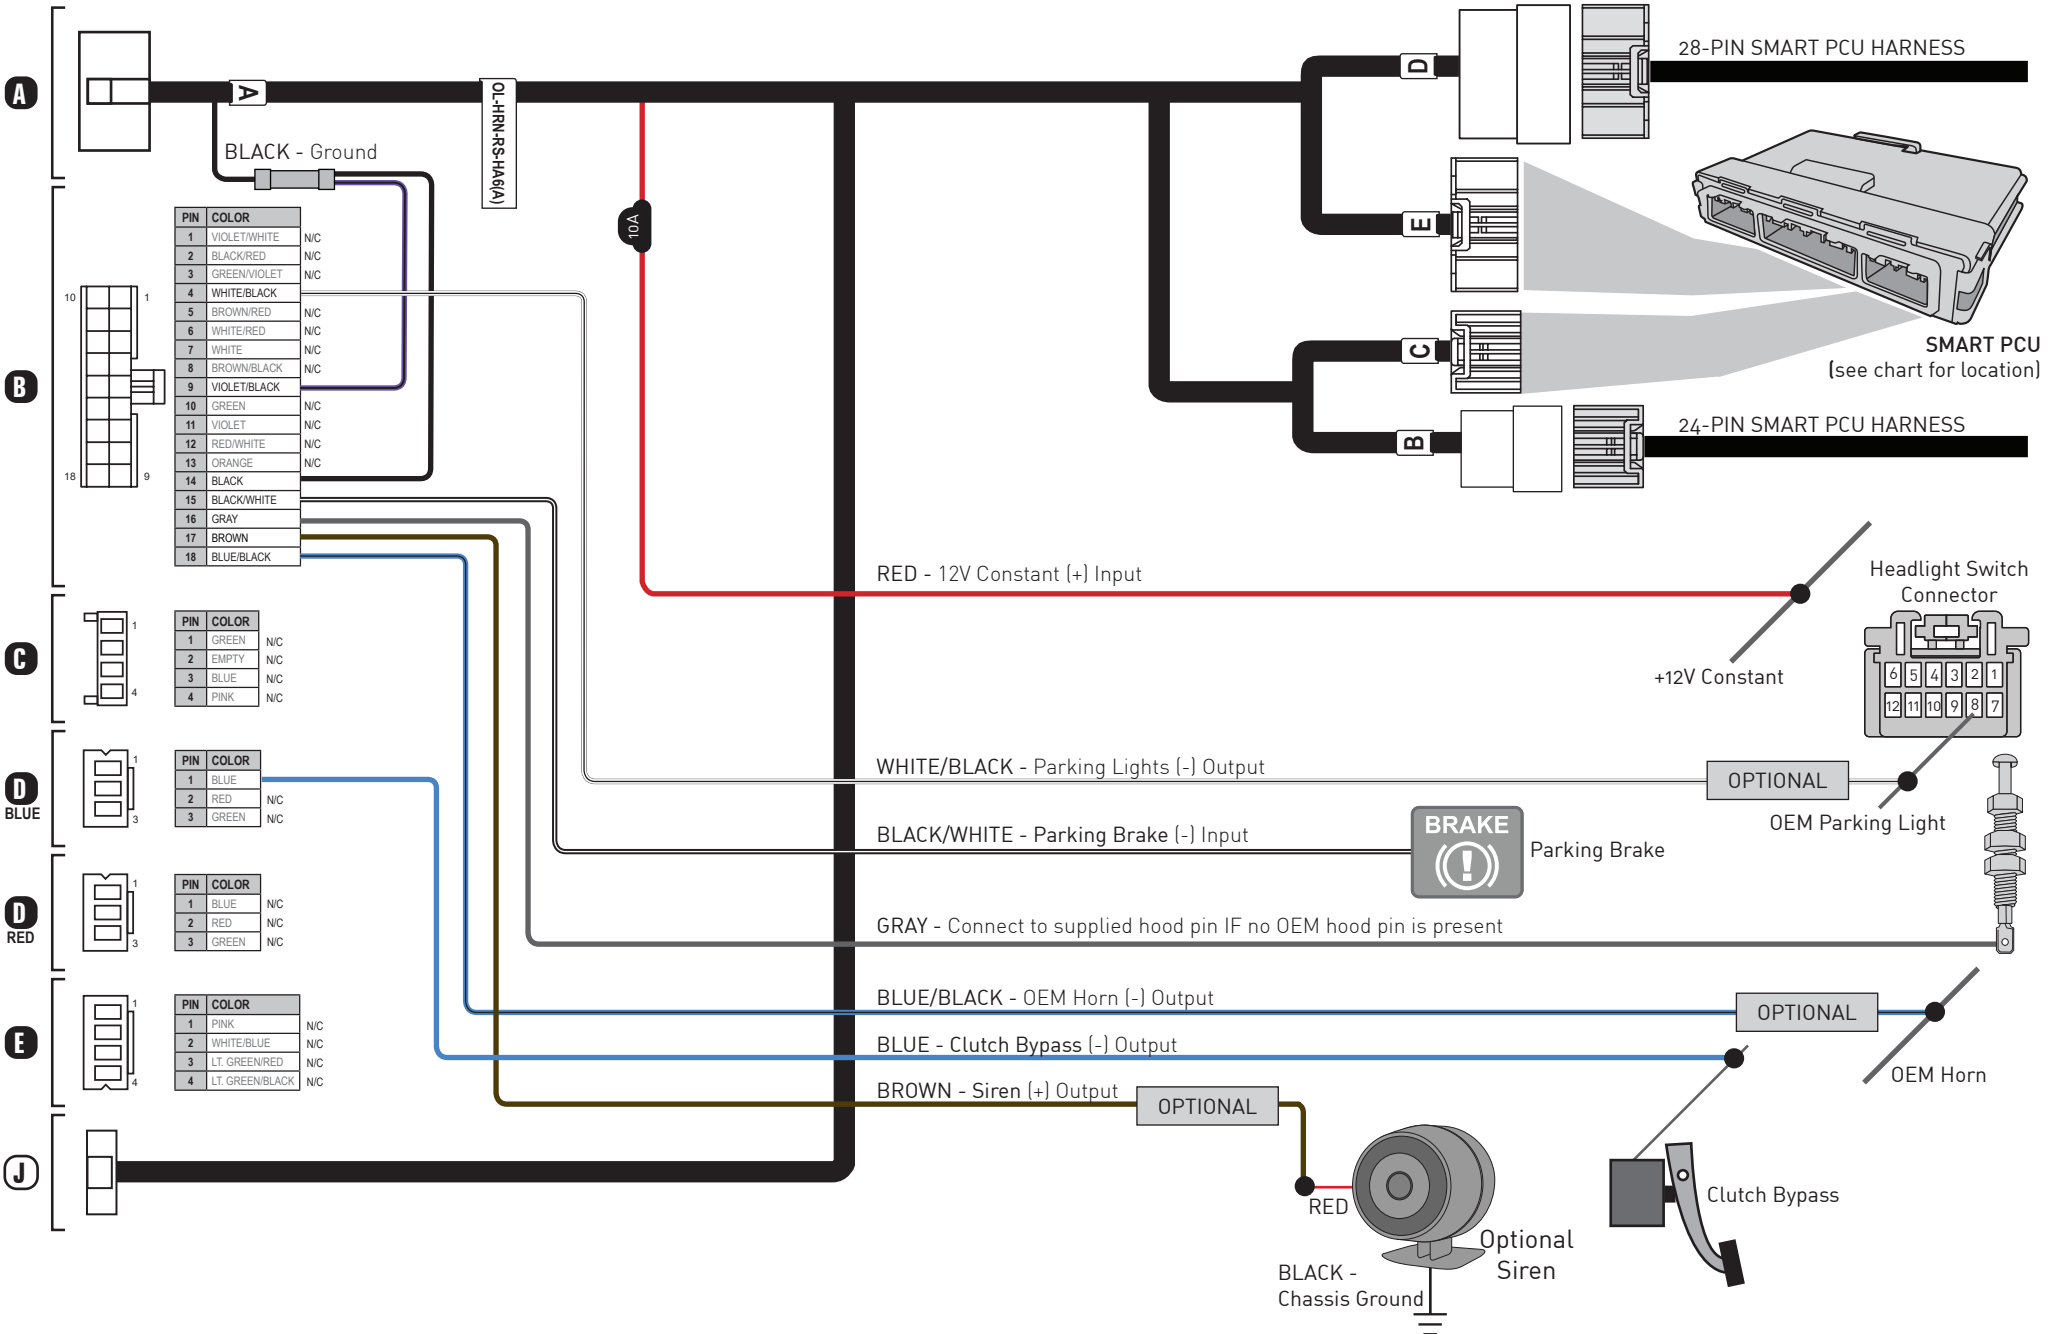 A
A
OL-HRN-RS-HA6(A)
BLACK - Ground
10A
D
28-PIN SMART PCU HARNESS
E
C
SMART PCU
(see chart for location)
B
24-PIN SMART PCU HARNESS
B
10 1
18 9
PIN COLOR
1 VIOLET/WHITE N/C
2 BLACK/RED N/C
3 GREEN/VIOLET N/C
4 WHITE/BLACK
5 BROWN/RED N/C
6 WHITE/RED N/C
7 WHITE N/C
8 BROWN/BLACK N/C
9 VIOLET/BLACK
10 GREEN N/C
11 VIOLET N/C
12 RED/WHITE N/C
13 ORANGE N/C
14 BLACK
15 BLACK/WHITE
16 GRAY
17 BROWN
18 BLUE/BLACK
RED - 12V Constant (+) Input
+12V Constant
Headlight Switch
Connector
6 5 4 3 2 1
12 11 10 9 8 7
C
1
4
PIN COLOR
1 GREEN N/C
2 EMPTY N/C
3 BLUE N/C
4 PINK N/C
D
BLUE
1
3
PIN COLOR
1 BLUE
2 RED N/C
3 GREEN N/C
WHITE/BLACK - Parking Lights (-) Output
OPTIONAL
OEM Parking Light
BLACK/WHITE - Parking Brake (-) Input
BRAKE
!
Parking Brake
D
RED
1
3
PIN COLOR
1 BLUE N/C
2 RED N/C
3 GREEN N/C
GRAY - Connect to supplied hood pin IF no OEM hood pin is present
E
1
4
PIN COLOR
1 PINK N/C
2 WHITE/BLUE N/C
3 LT. GREEN/RED N/C
4 LT. GREEN/BLACK N/C
BLUE/BLACK - OEM Horn (-) Output
OPTIONAL
OEM Horn
BLUE - Clutch Bypass (-) Output
BROWN - Siren (+) Output
OPTIONAL
J
RED
Clutch Bypass
Optional
Siren
BLACK -
Chassis Ground